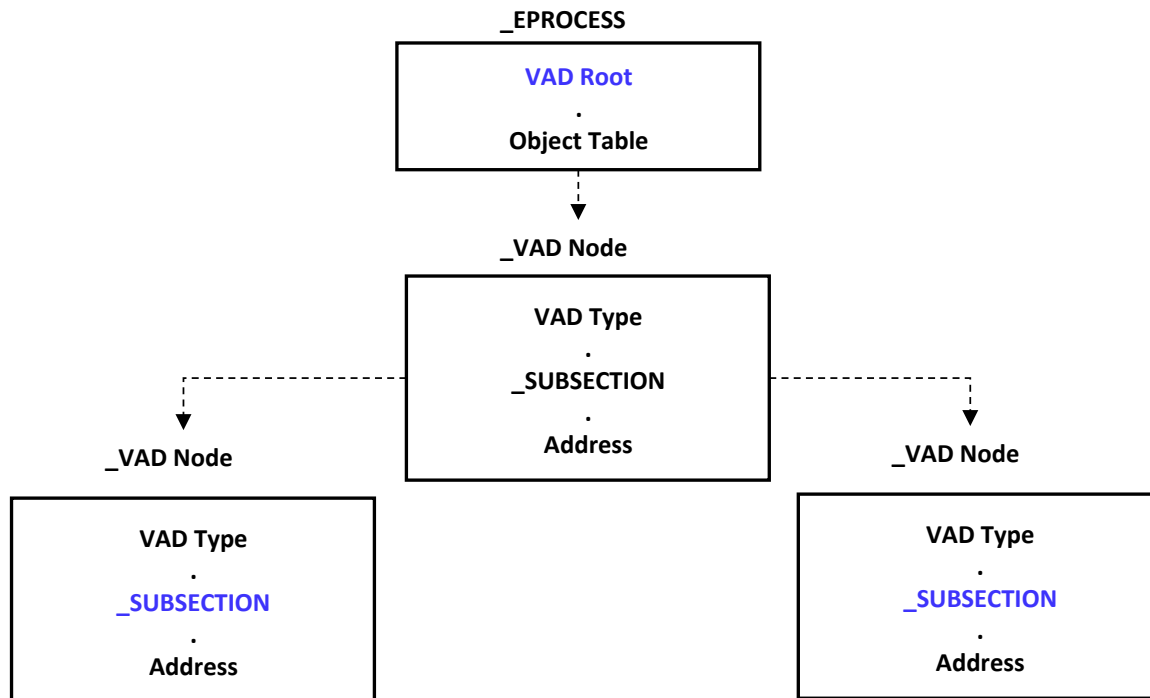 _EPROCESS
VAD Root
.
Object Table
_VAD Node
VAD Type
.
_SUBSECTION
.
Address
_VAD Node
VAD Type
.
_SUBSECTION
.
Address
_VAD Node
VAD Type
.
_SUBSECTION
.
Address